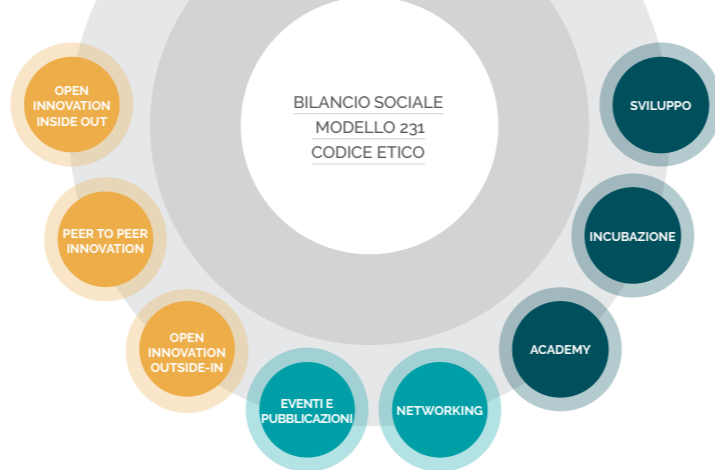 BILANCIO SOCIALE
MODELLO 231
CODICE ETICO
OPEN
INNOVATION
INSIDE OUT
PEER TO PEER
INNOVATION
OPEN
INNOVATION
OUTSIDE-IN
EVENTI E
PUBBLICAZIONI
NETWORKING
ACADEMY
INCUBAZIONE
SVILUPPO